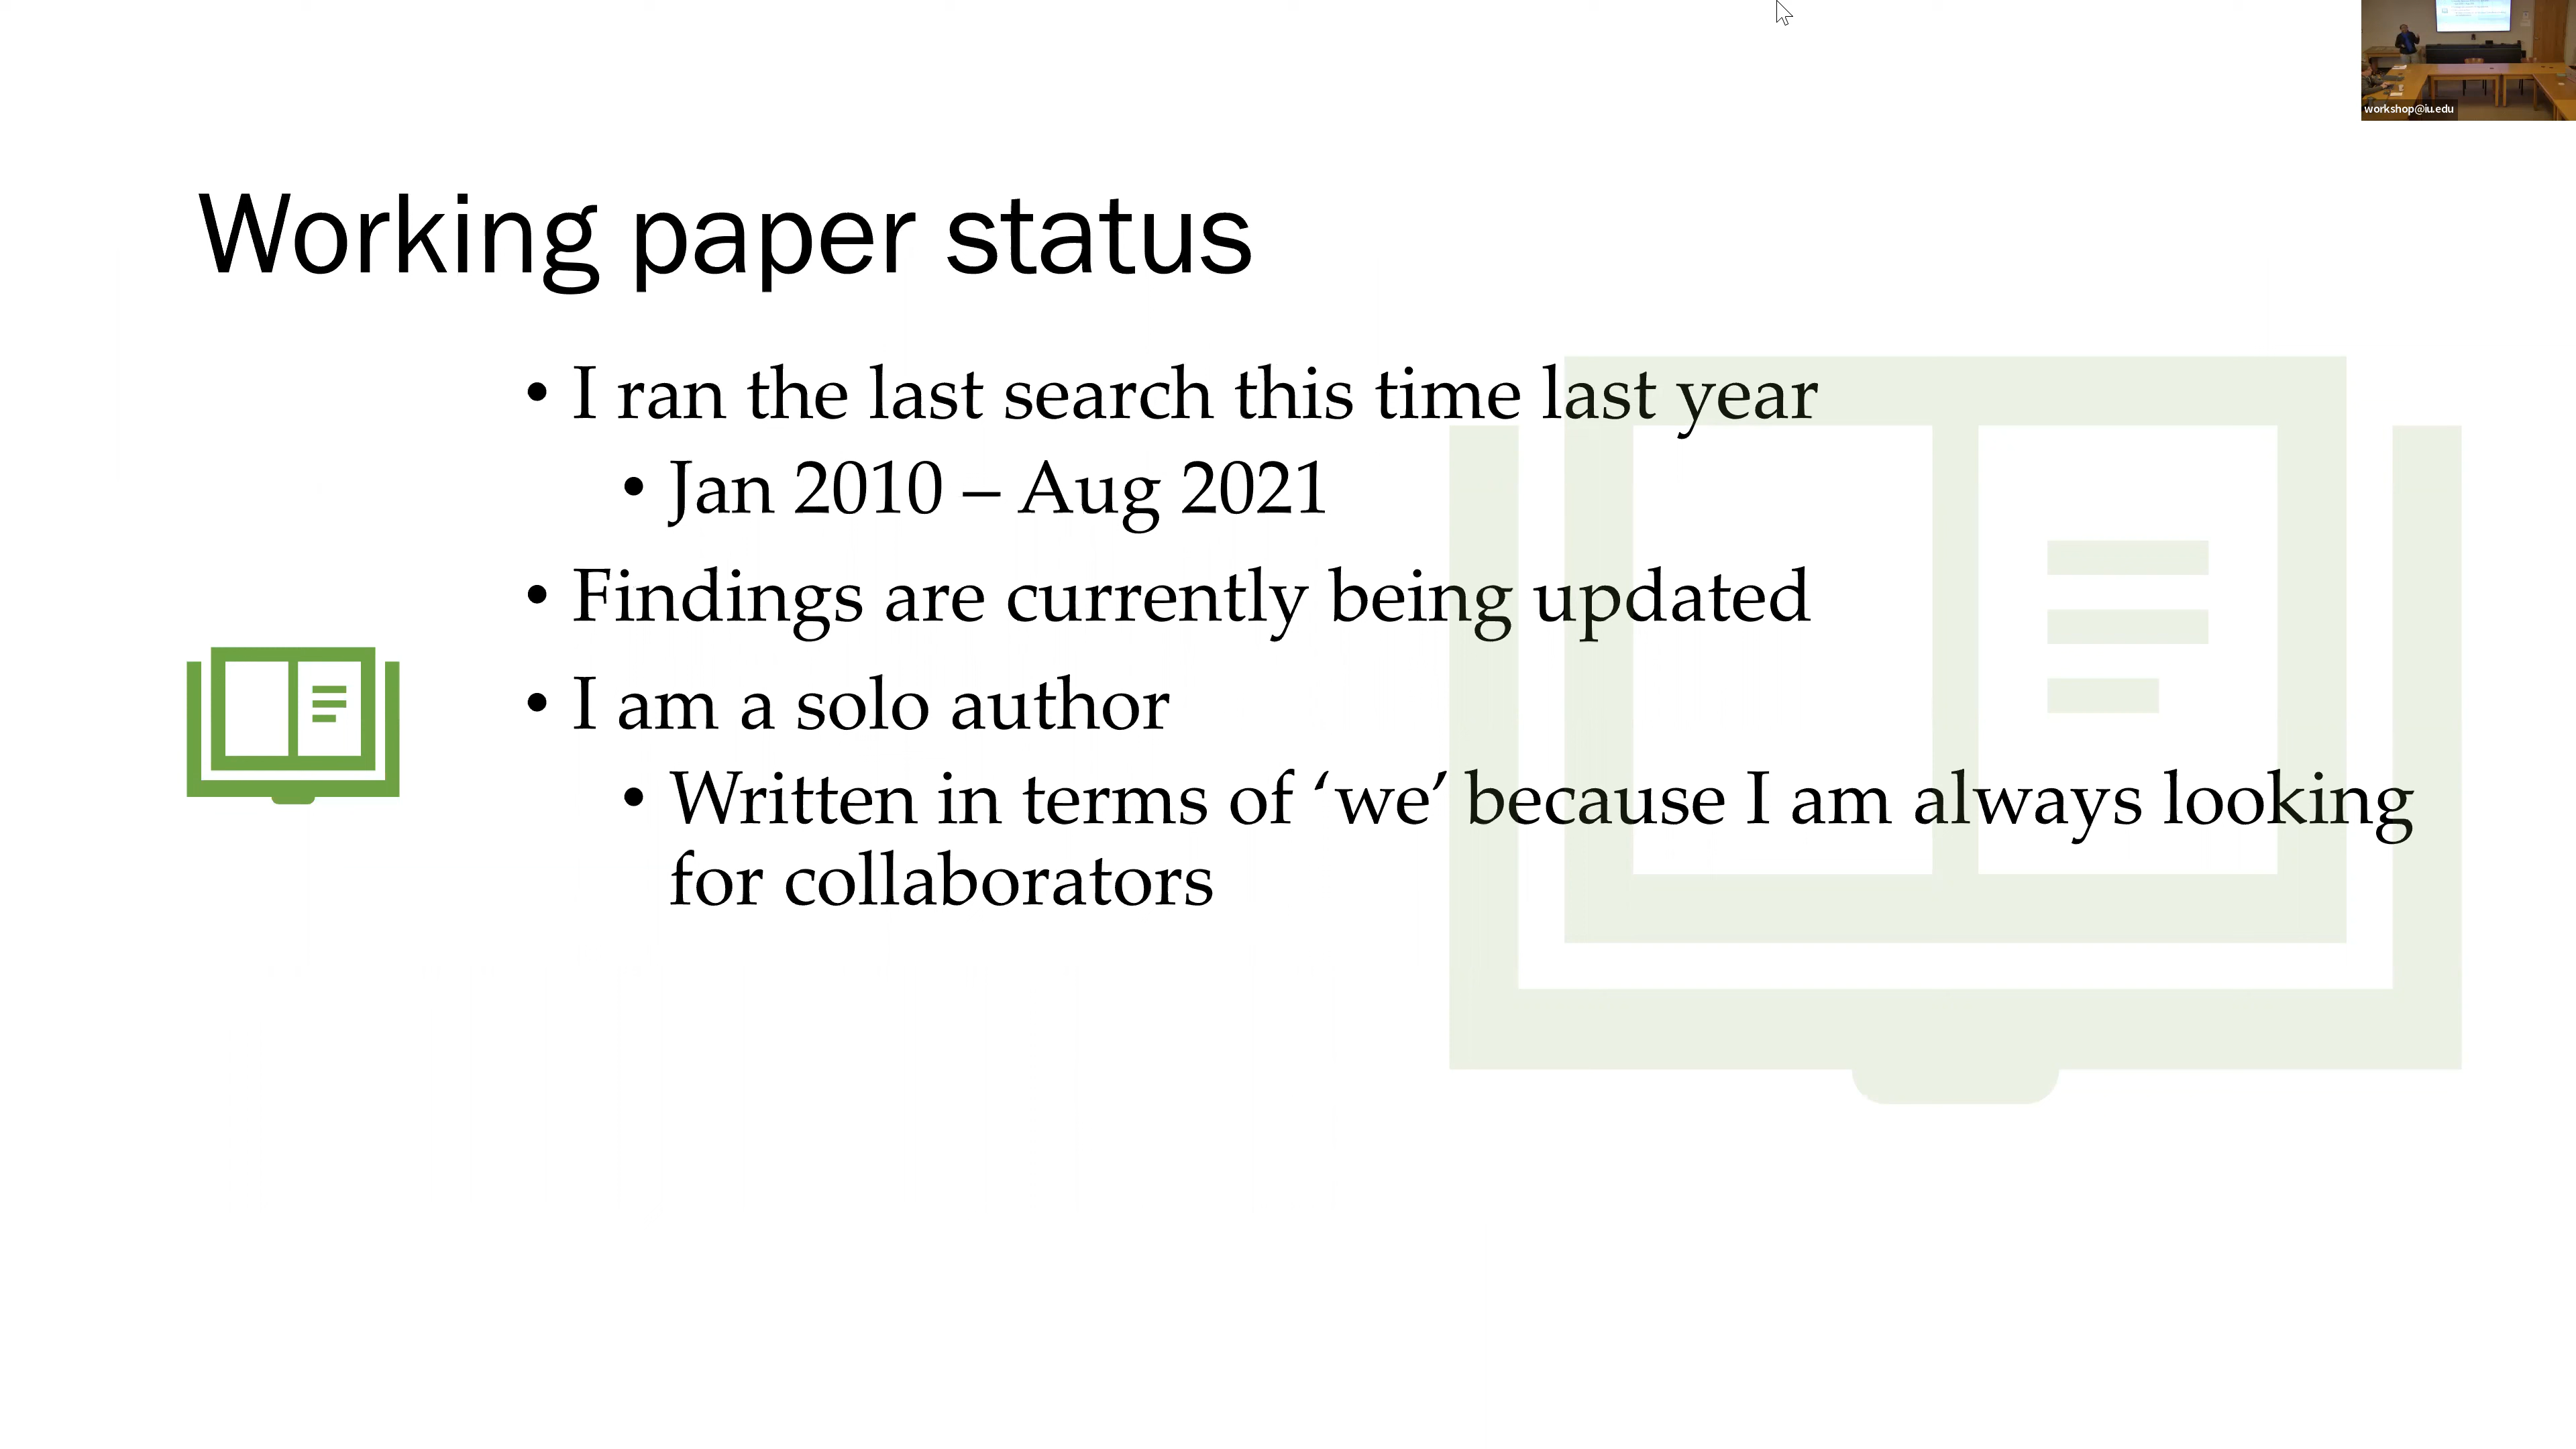 workshop@iu.edu
Working paper status
• I ran the last search this time last year
• Jan 2010 – Aug 2021
• Findings are currently being updated
• I am a solo author
• Written in terms of ‘we’ because I am always looking
for collaborators